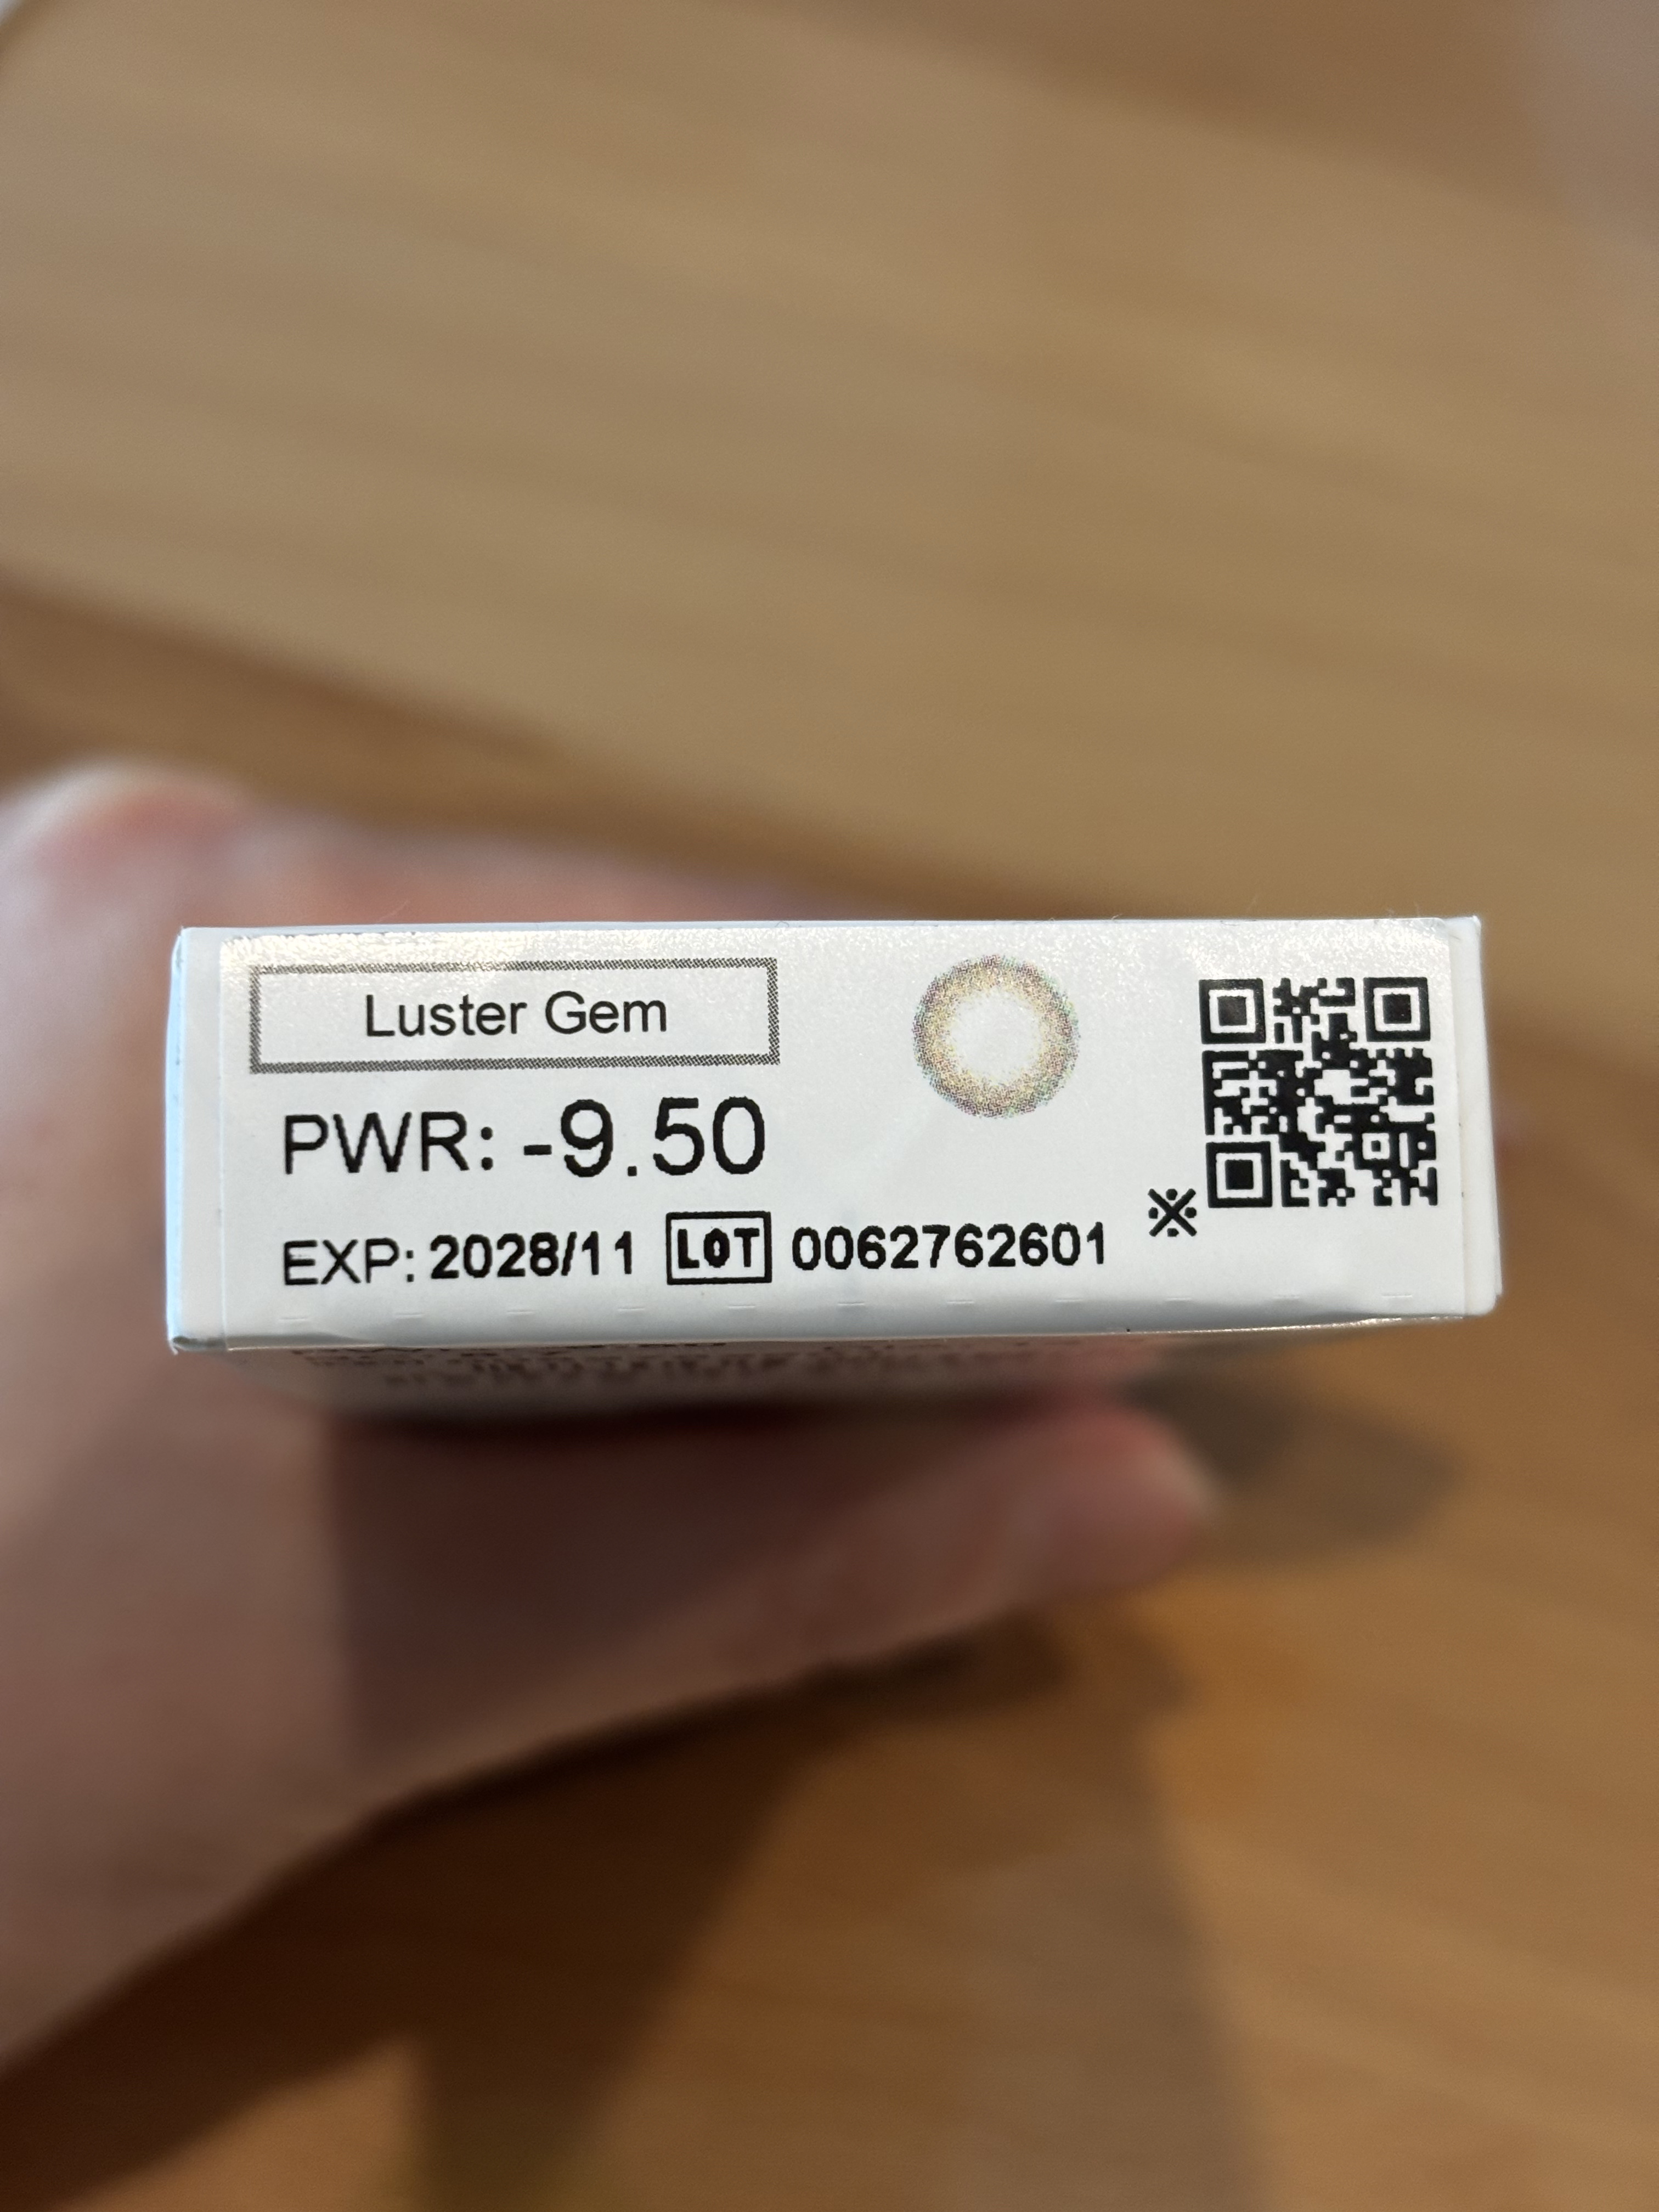 Luster Gem
PWR: -9.50
EXP: 2028/11 LOT 0062762601 ※